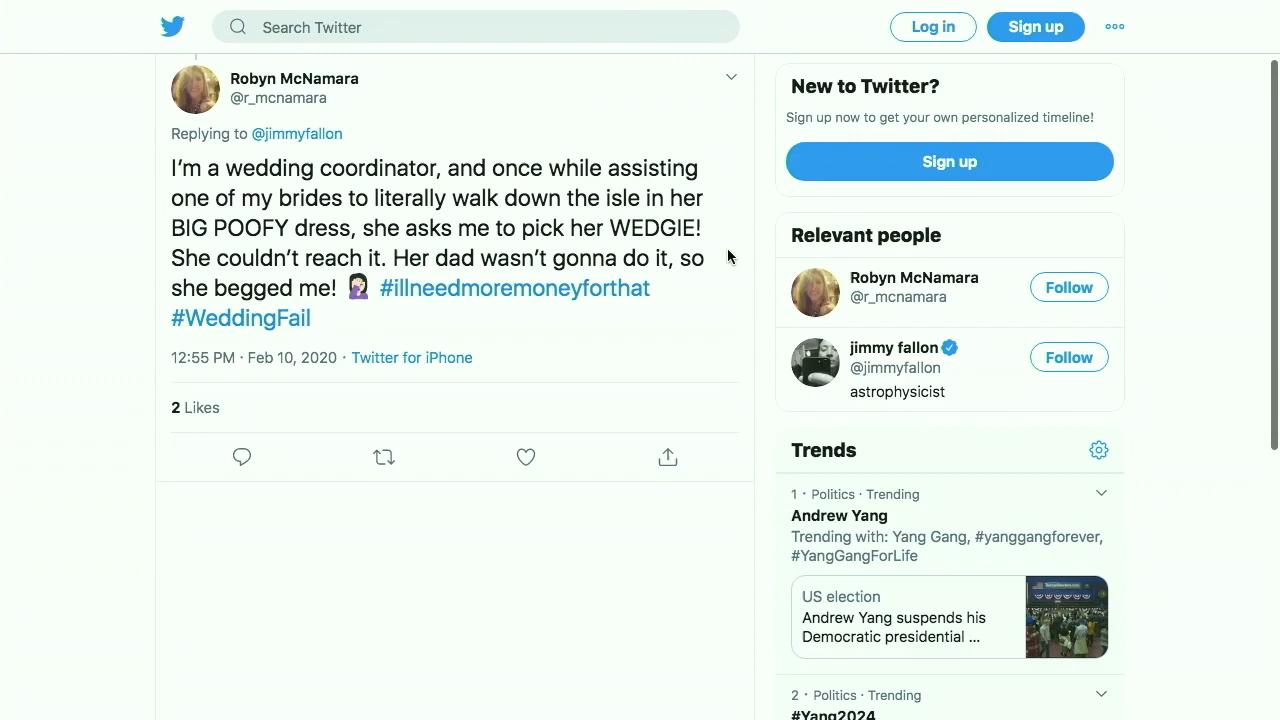 Search Twitter
Log in
Sign up
Robyn McNamara
@r_mcnamara
Replying to @jimmyfallon
I’m a wedding coordinator, and once while assisting
one of my brides to literally walk down the isle in her
BIG POOFY dress, she asks me to pick her WEDGIE!
She couldn’t reach it. Her dad wasn’t gonna do it, so
she begged me! 🤦🏻‍♀️ #illneedmoremoneyforthat
#WeddingFail
12:55 PM · Feb 10, 2020 · Twitter for iPhone
2 Likes
New to Twitter?
Sign up now to get your own personalized timeline!
Sign up
Relevant people
Robyn McNamara
@r_mcnamara
Follow
jimmy fallon
@jimmyfallon
Follow
astrophysicist
Trends
1 · Politics · Trending
Andrew Yang
Trending with: Yang Gang, #yanggangforever,
#YangGangForLife
US election
Andrew Yang suspends his
Democratic presidential ...
2 · Politics · Trending
#Yang2024